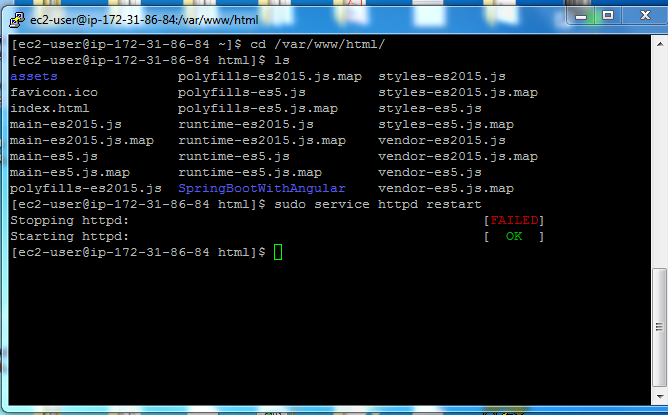 ec2-user@ip-172-31-86-84:/var/www/html
[ec2-user@ip-172-31-86-84 ~]$ cd /var/www/html/
[ec2-user@ip-172-31-86-84 html]$ ls
assets polyfills-es2015.js.map styles-es2015.js
favicon.ico polyfills-es5.js styles-es2015.js.map
index.html polyfills-es5.js.map styles-es5.js
main-es2015.js runtime-es2015.js styles-es5.js.map
main-es2015.js.map runtime-es2015.js.map vendor-es2015.js
main-es5.js runtime-es5.js vendor-es2015.js.map
main-es5.js.map runtime-es5.js.map vendor-es5.js
polyfills-es2015.js SpringBootWithAngular vendor-es5.js.map
[ec2-user@ip-172-31-86-84 html]$ sudo service httpd restart
Stopping httpd: [FAILED]
Starting httpd: [ OK ]
[ec2-user@ip-172-31-86-84 html]$